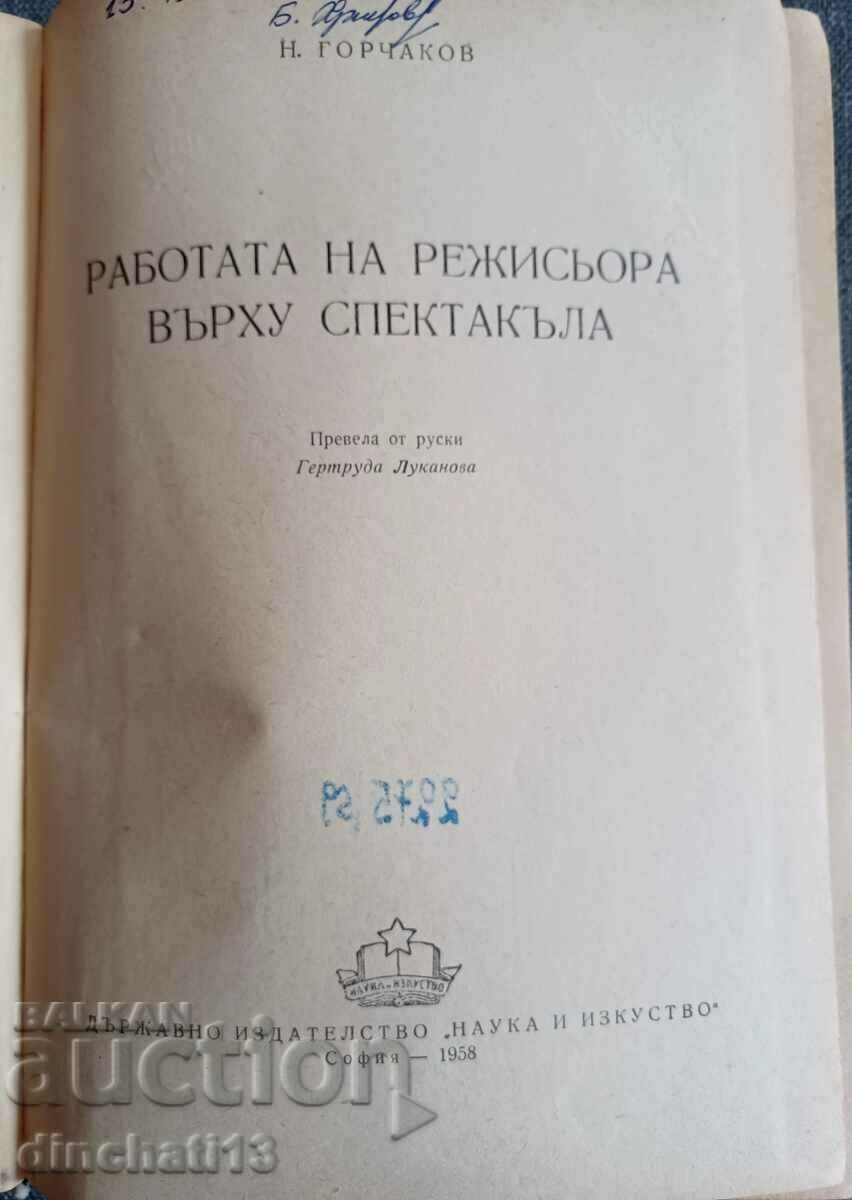 Н. ГОРЧАКОВ
РАБОТАТА НА РЕЖИСЬОРА
ВЪРХУ СПЕКТАКЪЛА
Превела от руски
Гертруда Луканова
НАУКА И ИЗКУСТВО
ДЪРЖАВНО ИЗДАТЕЛСТВО „НАУКА И ИЗКУСТВО"
София — 1958
BALKAN
auction
dinchati13